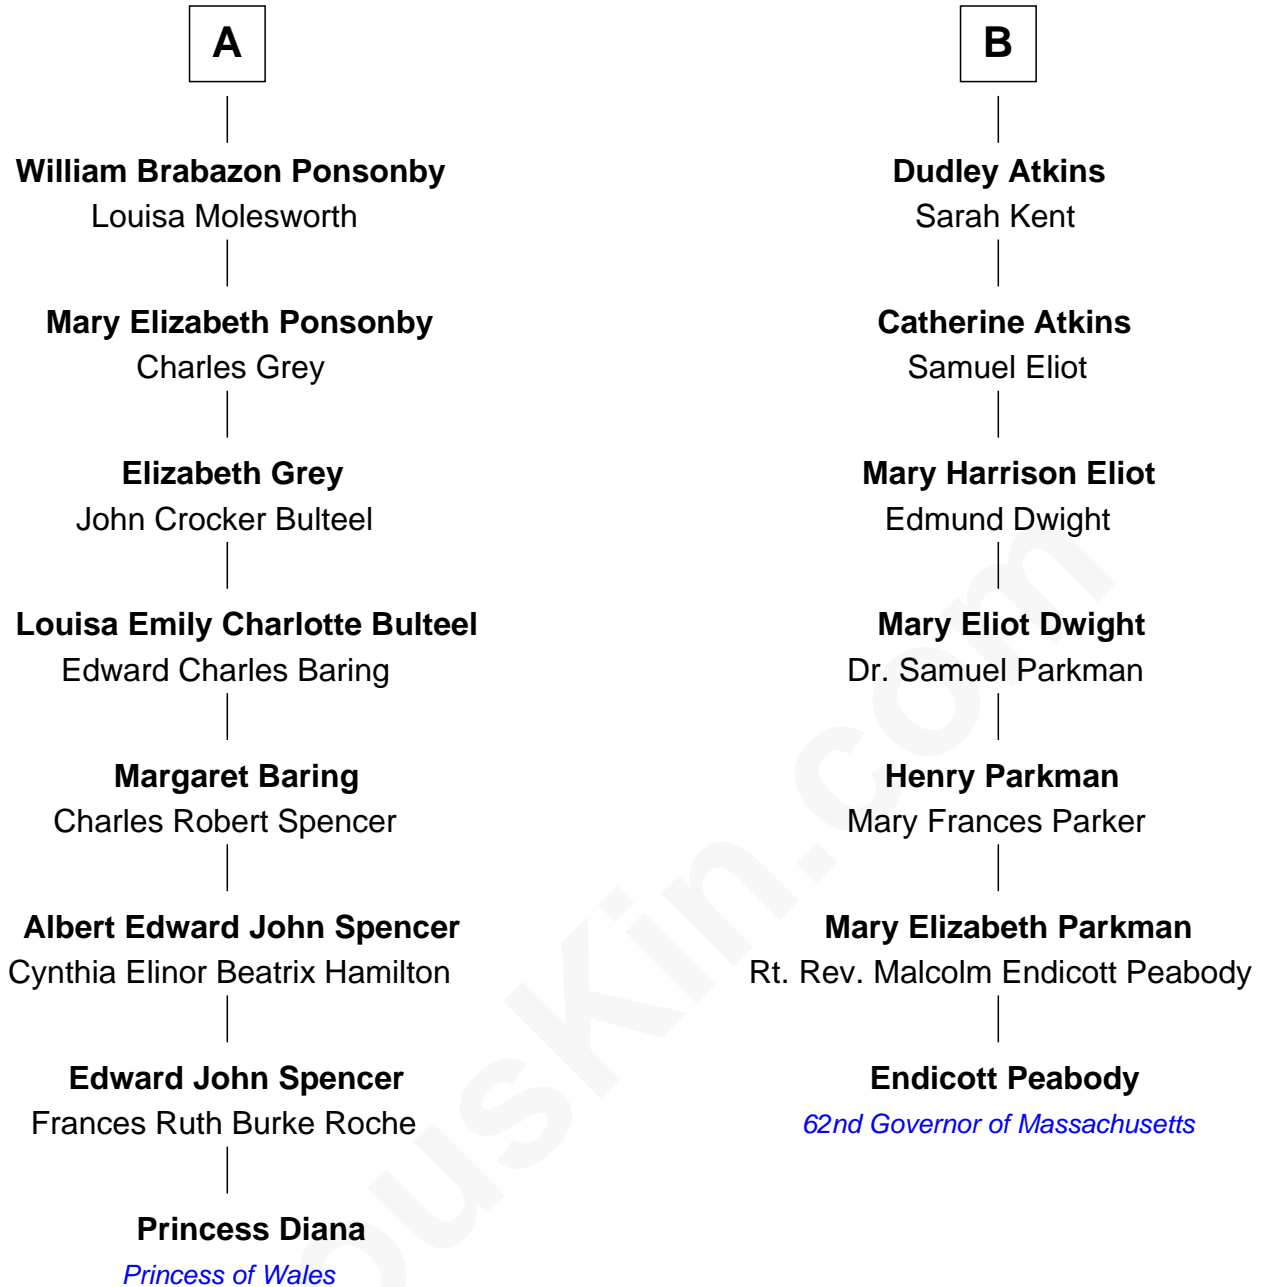 A
William Brabazon Ponsonby
Louisa Molesworth
Mary Elizabeth Ponsonby
Charles Grey
Elizabeth Grey
John Crocker Bulteel
Louisa Emily Charlotte Bulteel
Edward Charles Baring
Margaret Baring
Charles Robert Spencer
Albert Edward John Spencer
Cynthia Elinor Beatrix Hamilton
Edward John Spencer
Frances Ruth Burke Roche
Princess Diana
Princess of Wales
B
Dudley Atkins
Sarah Kent
Catherine Atkins
Samuel Eliot
Mary Harrison Eliot
Edmund Dwight
Mary Eliot Dwight
Dr. Samuel Parkman
Henry Parkman
Mary Frances Parker
Mary Elizabeth Parkman
Rt. Rev. Malcolm Endicott Peabody
Endicott Peabody
62nd Governor of Massachusetts
ousKin.com